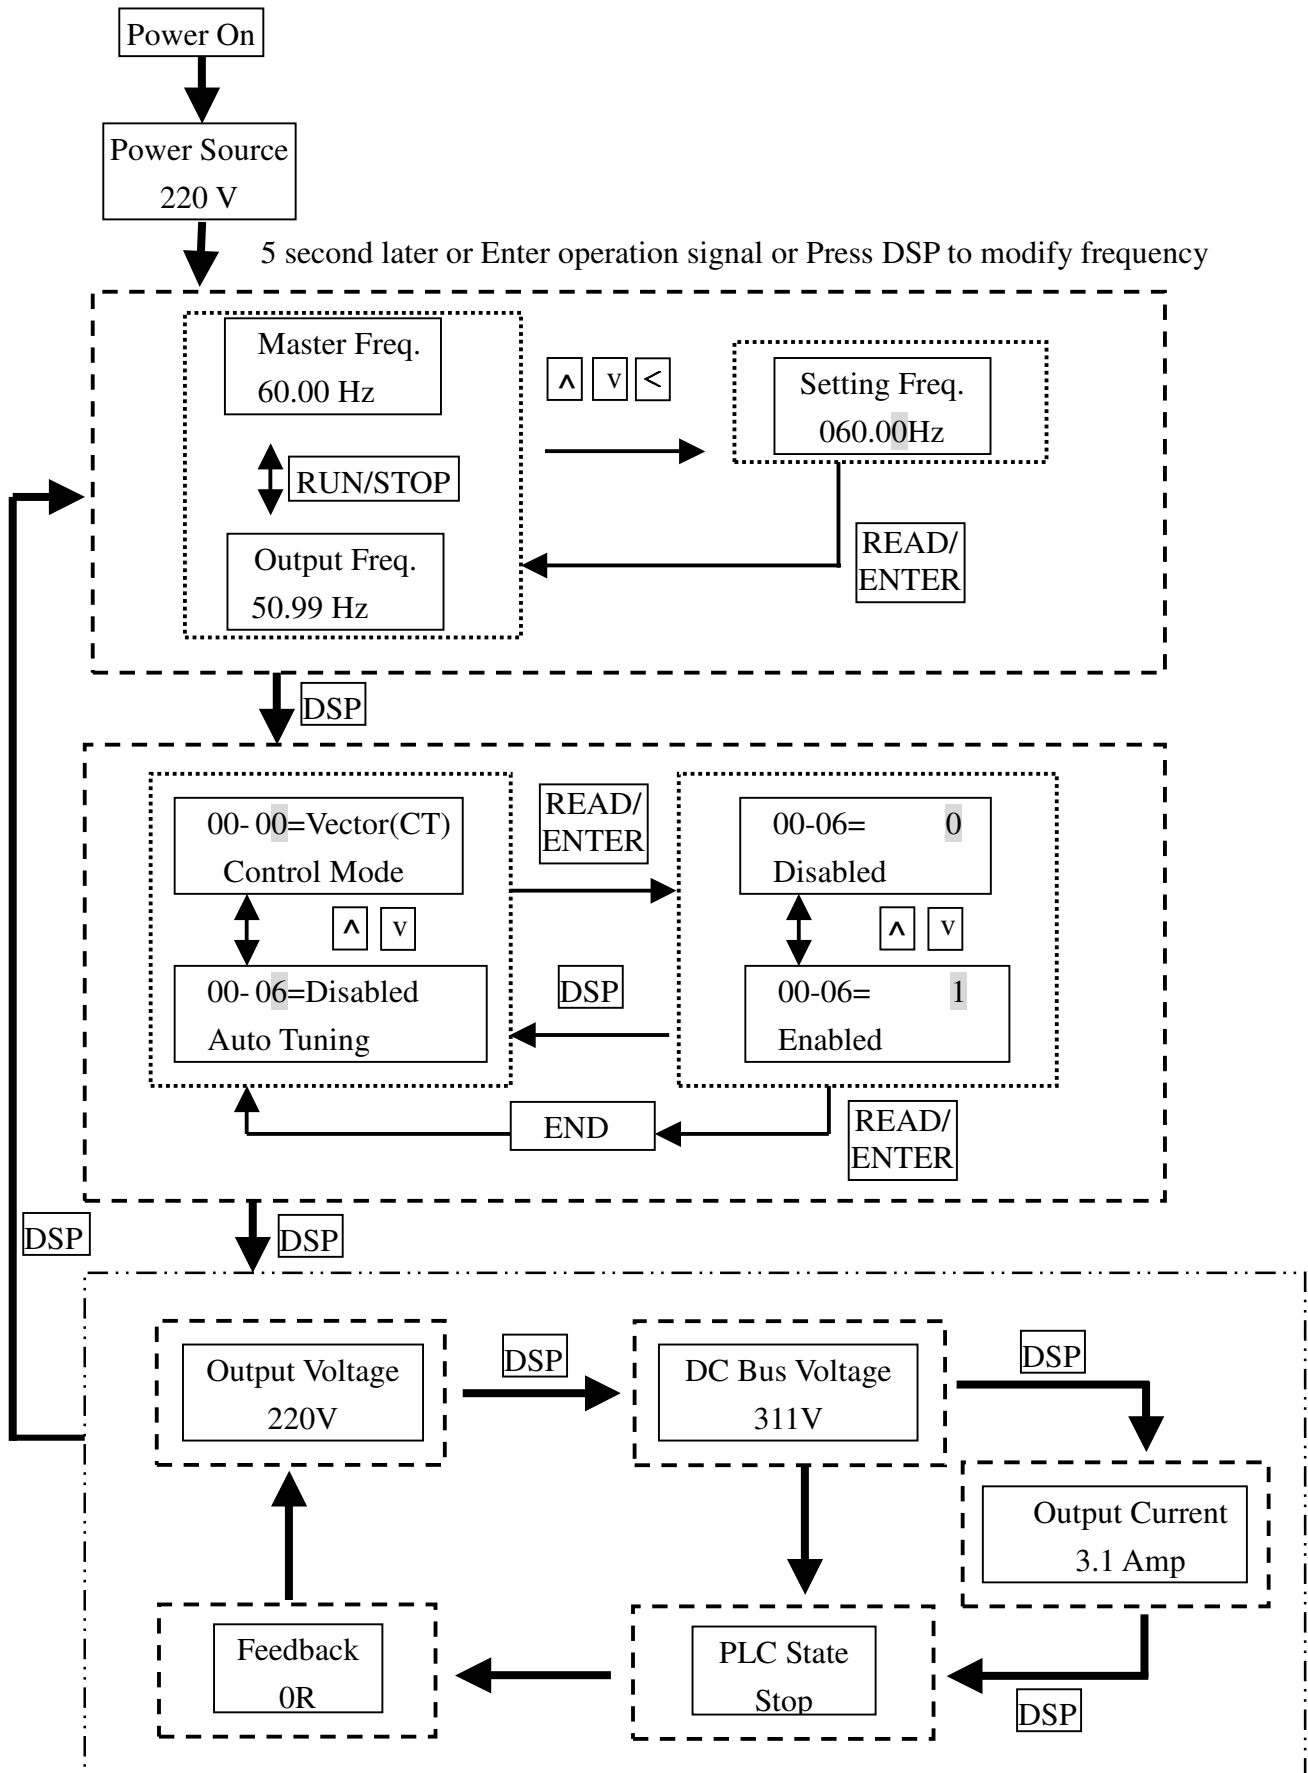 Power On
Power Source
220 V
5 second later or Enter operation signal or Press DSP to modify frequency
Master Freq.
60.00 Hz
^ v <
Setting Freq.
060.00Hz
RUN/STOP
Output Freq.
50.99 Hz
READ/
ENTER
DSP
00-00=Vector(CT)
Control Mode
READ/
ENTER
00-06= 0
Disabled
^ v
^ v
00-06=Disabled
Auto Tuning
DSP
00-06= 1
Enabled
END
READ/
ENTER
DSP
DSP
Output Voltage
220V
DSP
DC Bus Voltage
311V
DSP
Output Current
3.1 Amp
Feedback
0R
PLC State
Stop
DSP